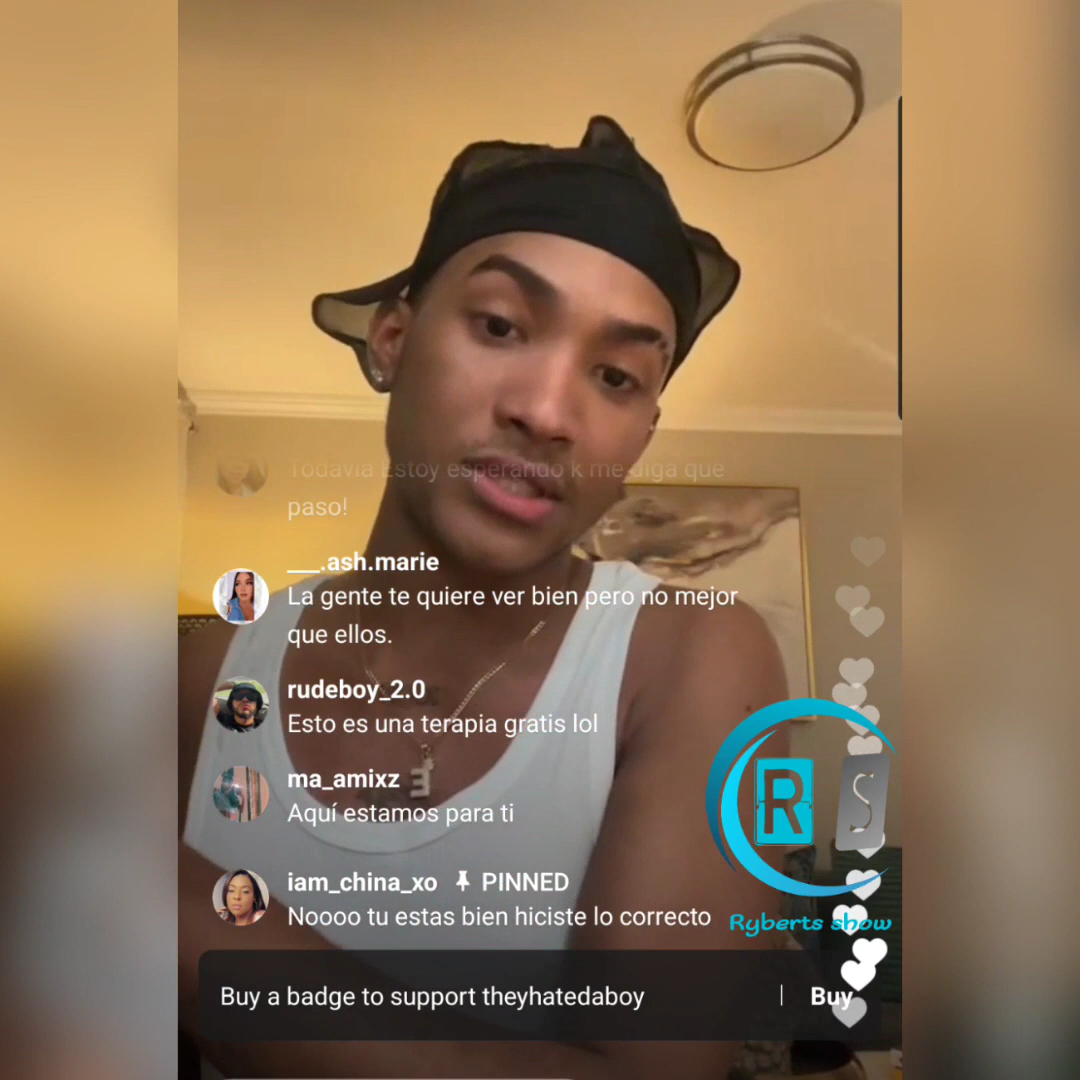 Todavia Estoy esperando k me diga que
paso!
___.ash.marie
La gente te quiere ver bien pero no mejor
que ellos.
rudeboy_2.0
Esto es una terapia gratis lol
ma_amixz
Aquí estamos para ti
iam_china_xo PINNED
Noooo tu estas bien hiciste lo correcto
R S
Ryberts show
Buy a badge to support theyhatedaboy | Buy